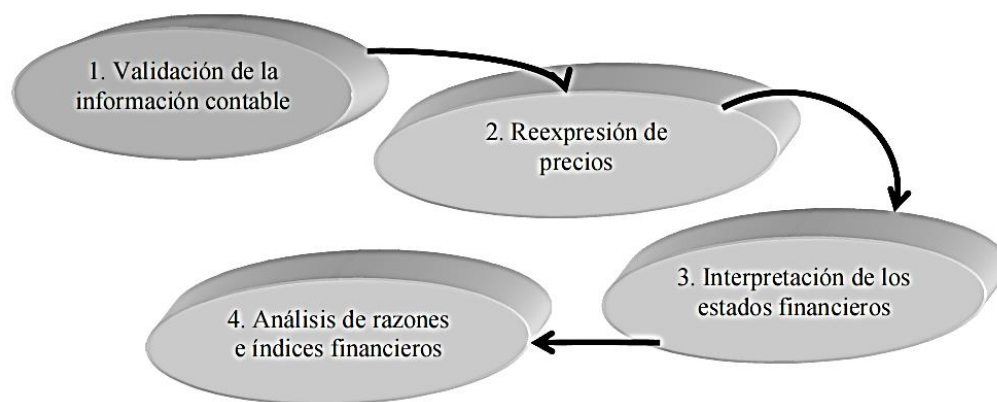 1. Validación de la
información contable
2. Reexpresión de
precios
3. Interpretación de los
estados financieros
4. Análisis de razones
e índices financieros